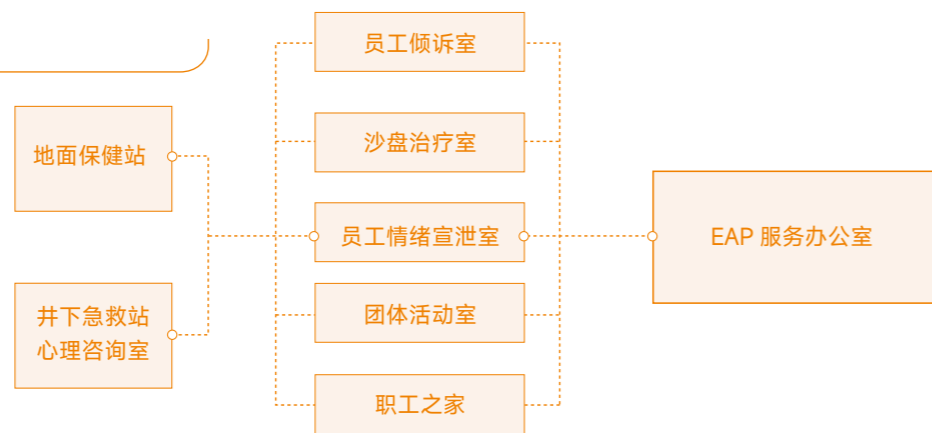 地面保健站
井下急救站
心理咨询室
员工倾诉室
沙盘治疗室
员工情绪宣泄室
团体活动室
职工之家
EAP 服务办公室